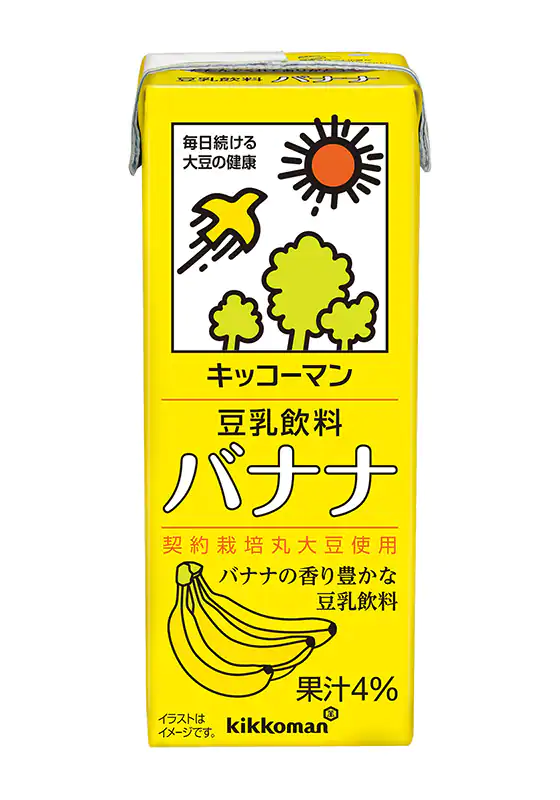 豆乳飲料 バナナ
毎日続ける
大豆の健康
キッコーマン
豆乳飲料
バナナ
契約栽培丸大豆使用
バナナの香り豊かな
豆乳飲料
果汁4%
イラストは
イメージです。
kikkoman